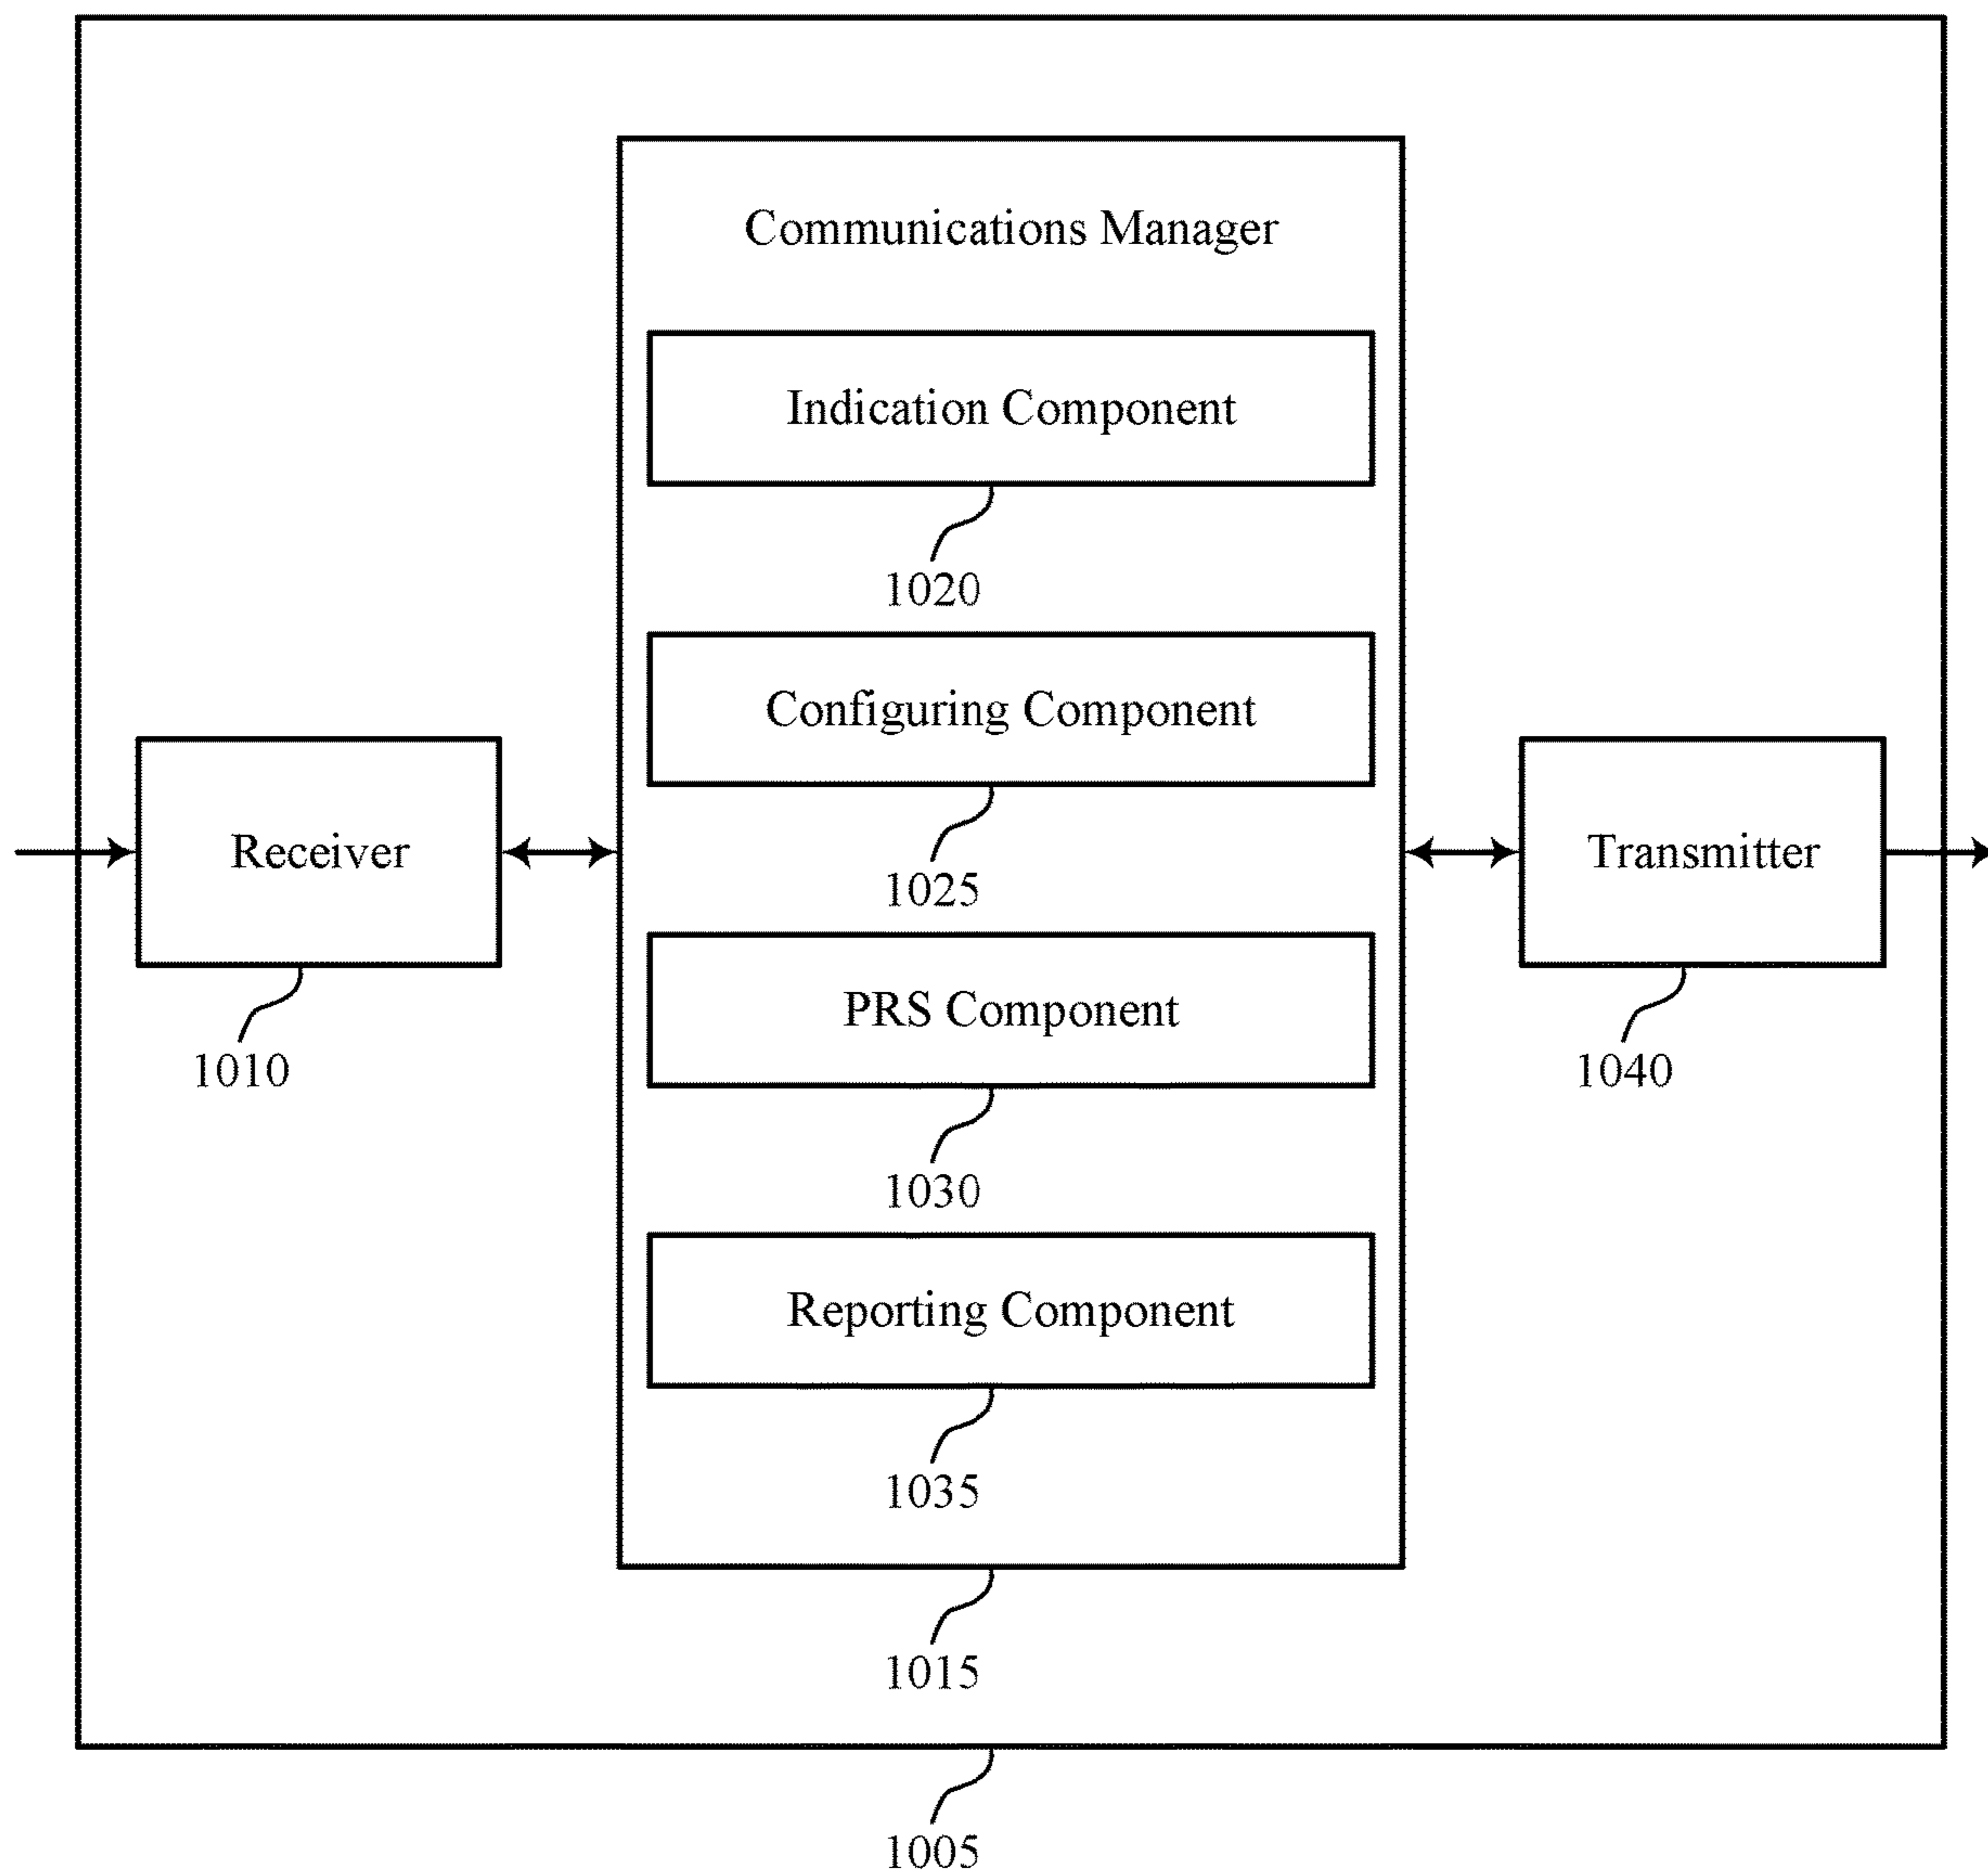 Communications Manager
Indication Component
1020
Configuring Component
1025
Receiver
1010
Transmitter
1040
PRS Component
1030
Reporting Component
1035
1015
1005